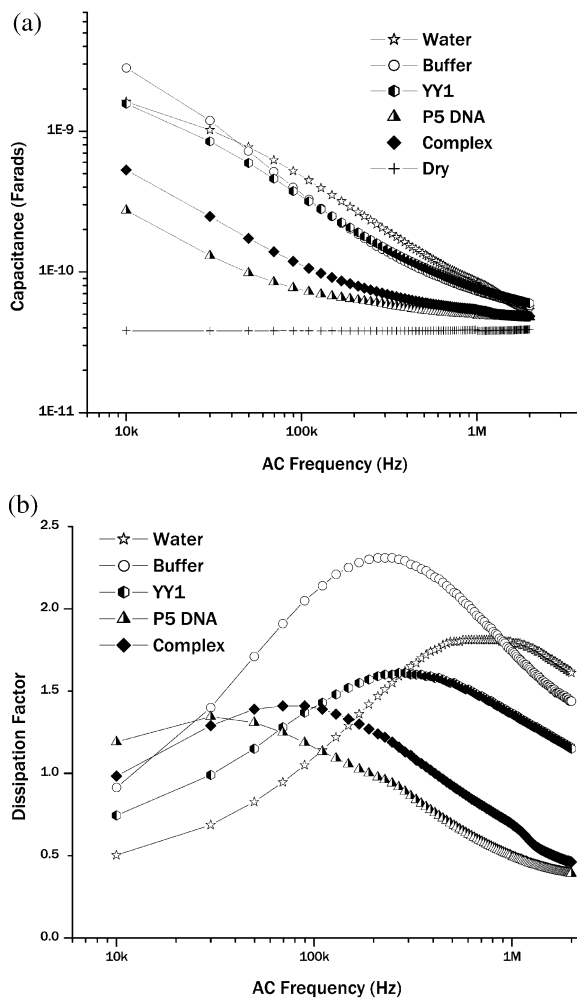 (a)
Water
Buffer
YY1
P5 DNA
Complex
Dry
1E-9
1E-10
1E-11
Capacitance (Farads)
10k 100k 1M
AC Frequency (Hz)
(b)
Water
Buffer
YY1
P5 DNA
Complex
2.5
2.0
1.5
1.0
0.5
0.0
Dissipation Factor
10k 100k 1M
AC Frequency (Hz)